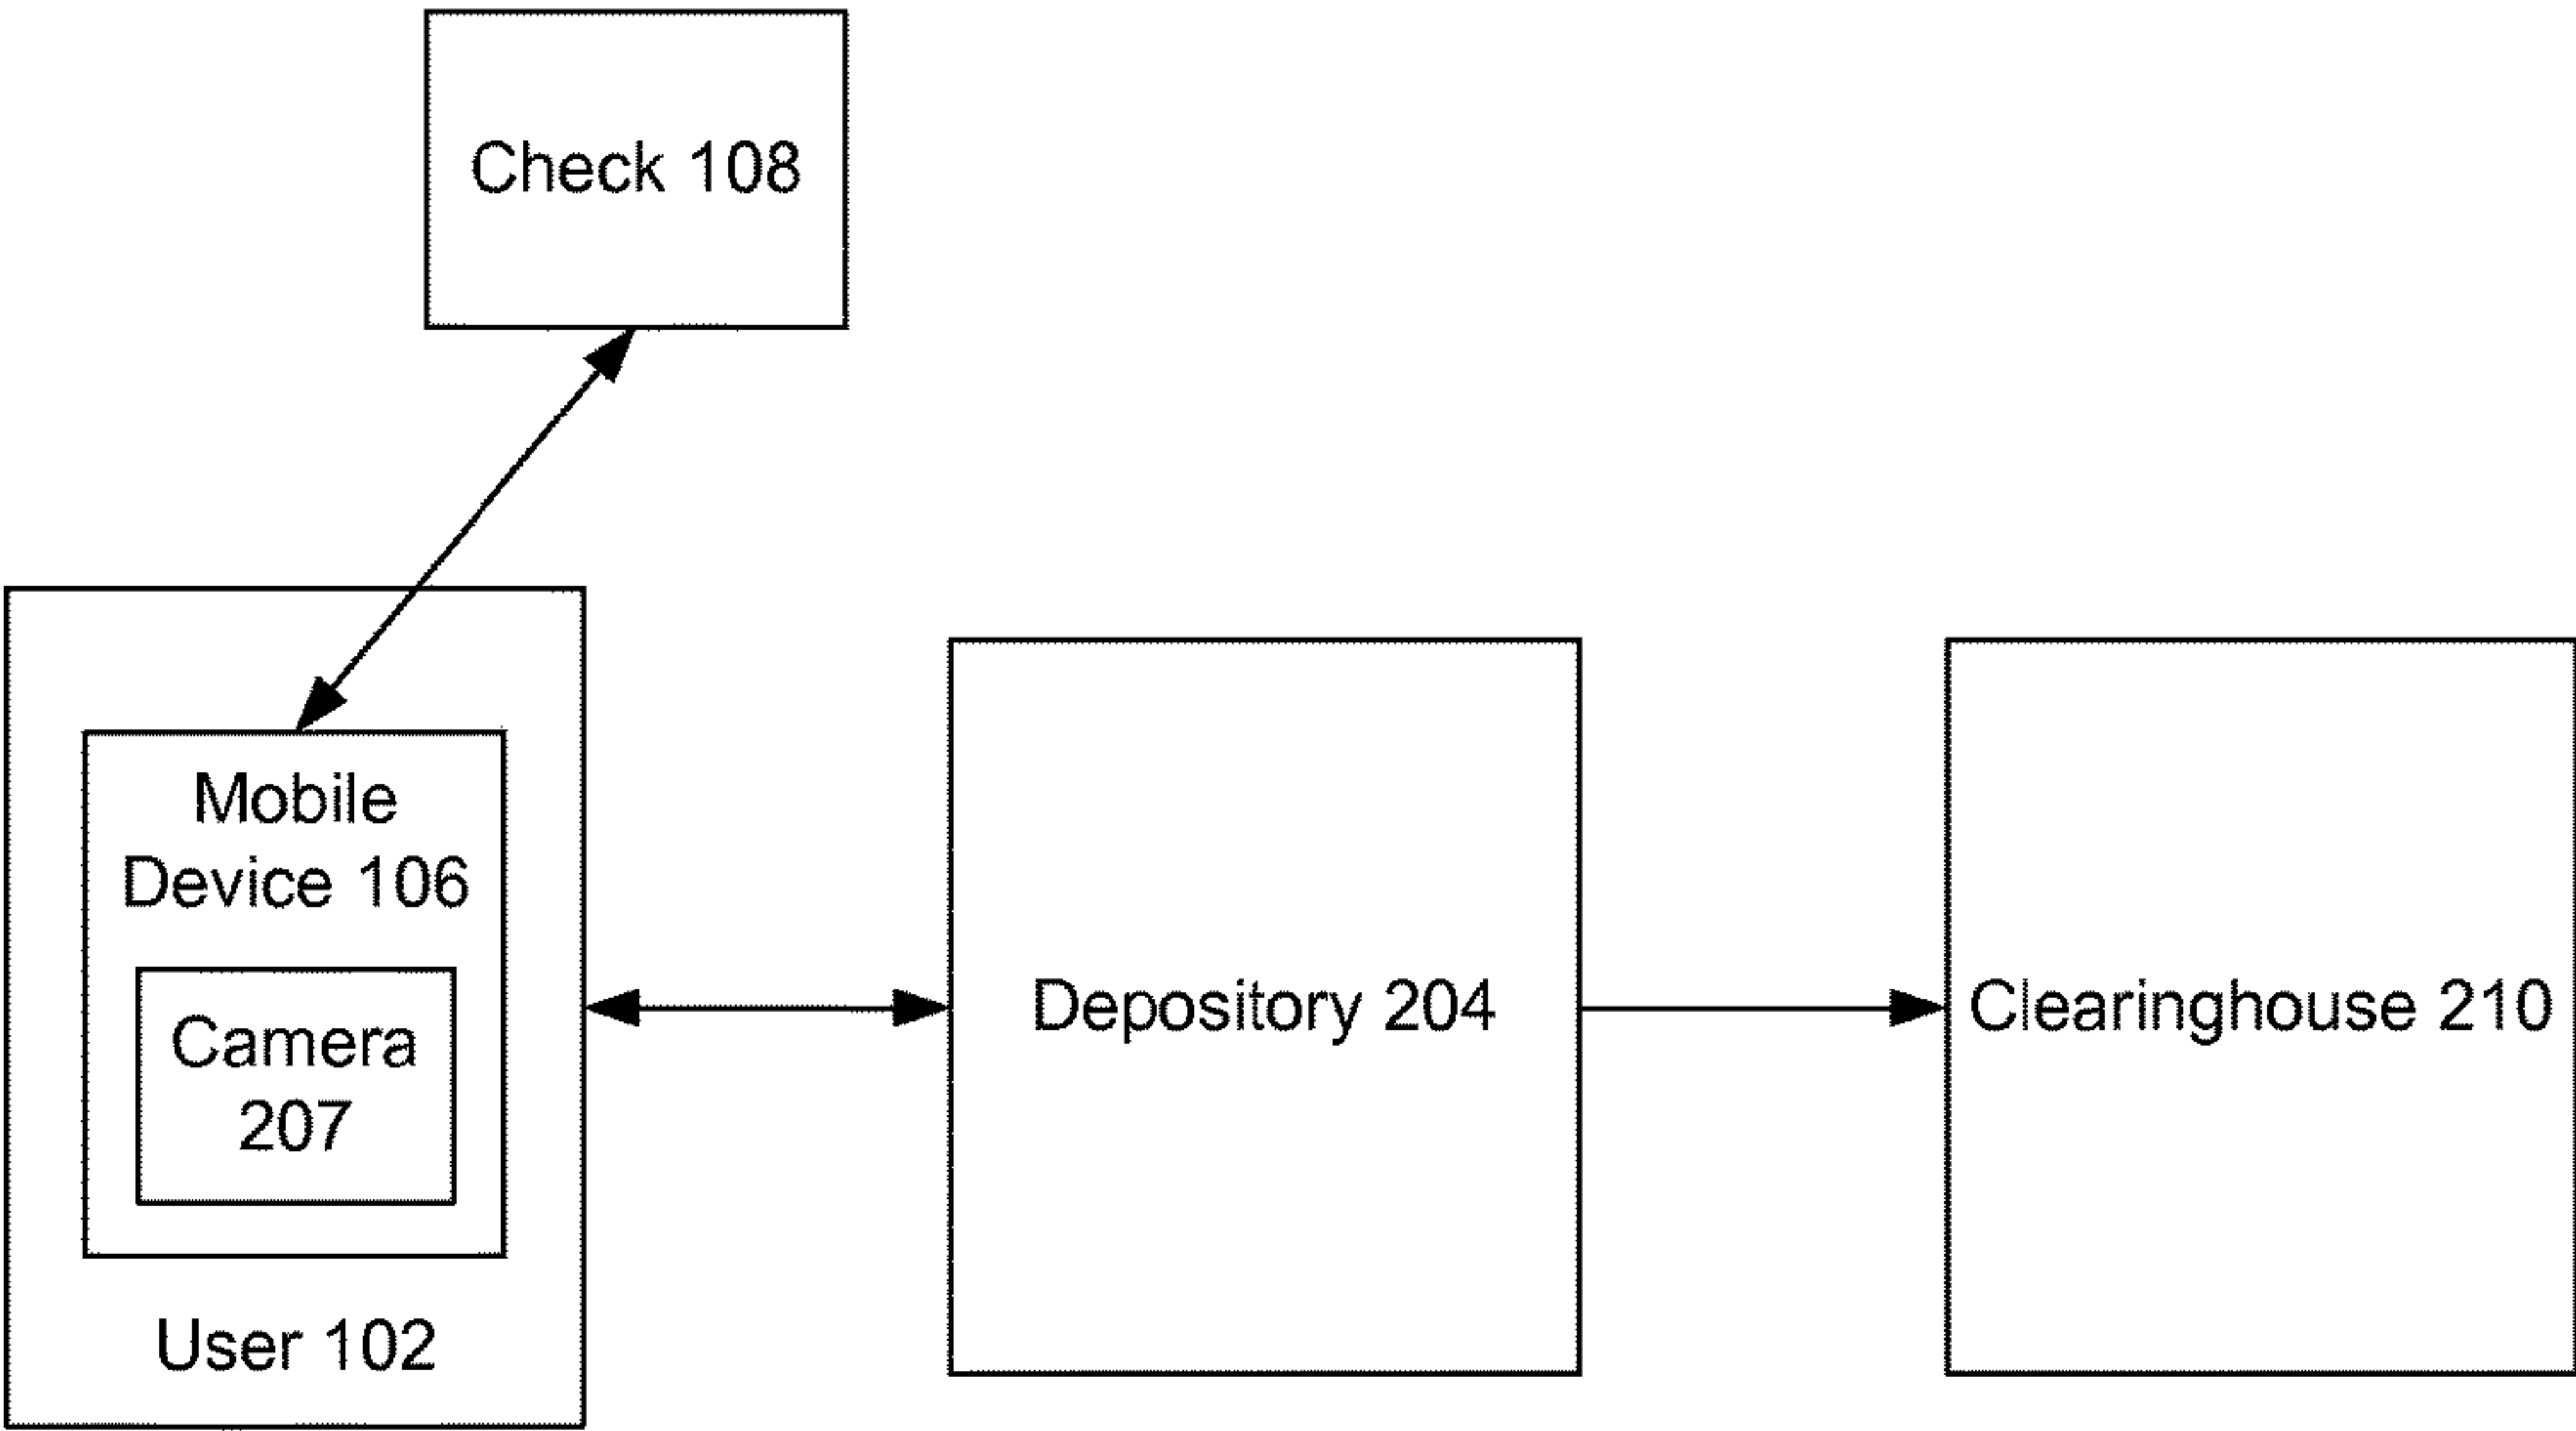 Check 108
Mobile
Device 106
Camera
207
User 102
Depository 204
Clearinghouse 210